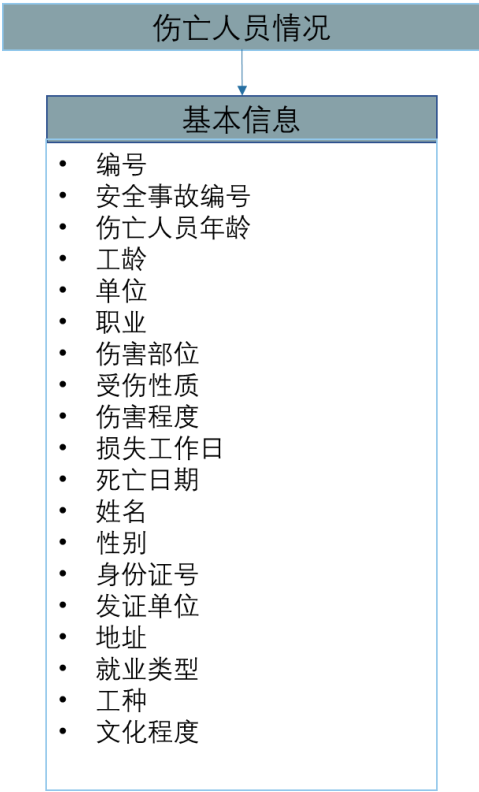 伤亡人员情况
基本信息
• 编号
• 安全事故编号
• 伤亡人员年龄
• 工龄
• 单位
• 职业
• 伤害部位
• 受伤性质
• 伤害程度
• 损失工作日
• 死亡日期
• 姓名
• 性别
• 身份证号
• 发证单位
• 地址
• 就业类型
• 工种
• 文化程度